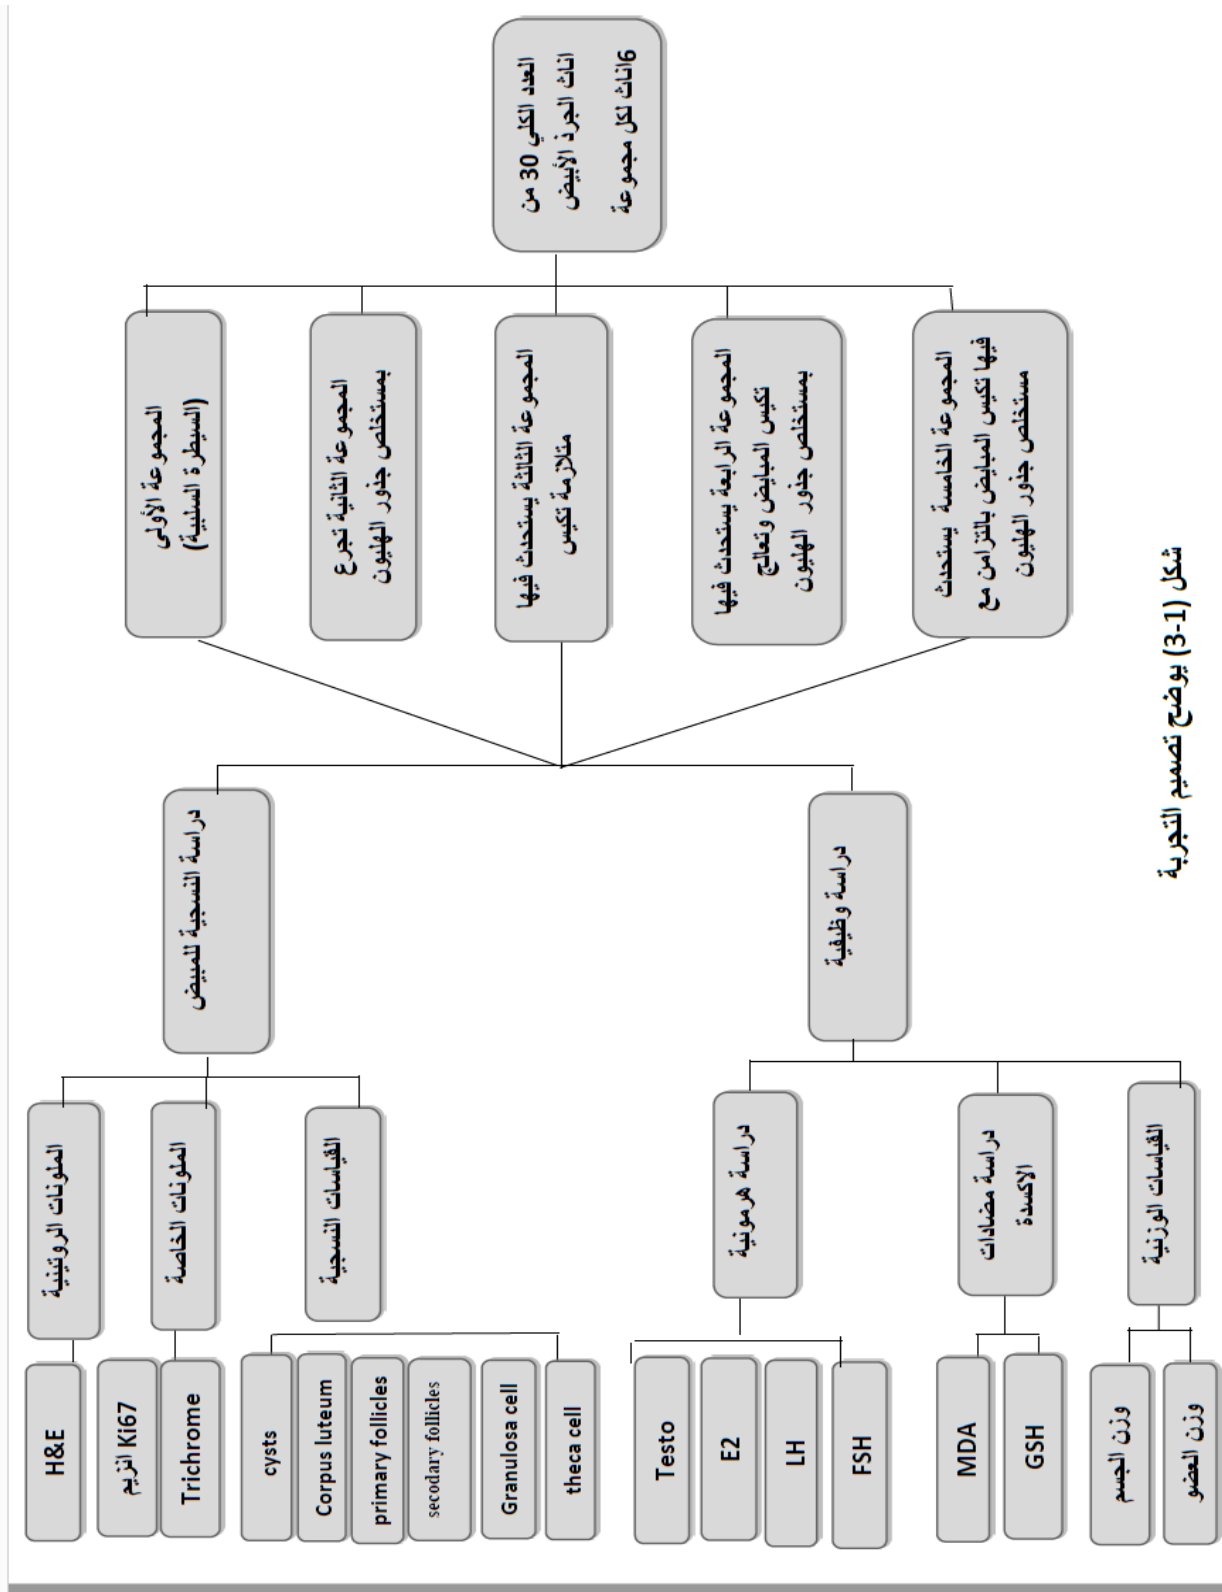 العدد الكلي 30 من
اناث الجرذ الأبيض
6اناث لكل مجموعة
المجموعة الأولى
(السيطرة السلبية)
المجموعة الثانية تجرع
بمستخلص جذور الهليون
المجموعة الثالثة يستحدث فيها
متلازمة تكيس
المجموعة الرابعة يستحدث فيها
تكيس المبايض وتعالج
بمستخلص جذور الهليون
المجموعة الخامسة يستحدث
فيها تكيس المبايض بالتزامن مع
مستخلص جذور الهليون
دراسة النسجية للمبيض
دراسة وظيفية
الملونات الروتينية
الملونات الخاصة
القياسات النسجية
دراسة هرمونية
دراسة مضادات
الاكسدة
القياسات الوزنية
H&E
انزيم Ki67
Trichrome
cysts
Corpus luteum
primary follicles
secodary follicles
Granulosa cell
theca cell
Testo
E2
LH
FSH
MDA
GSH
وزن الجسم
وزن العضو
شكل (3-1) يوضح تصميم التجربة